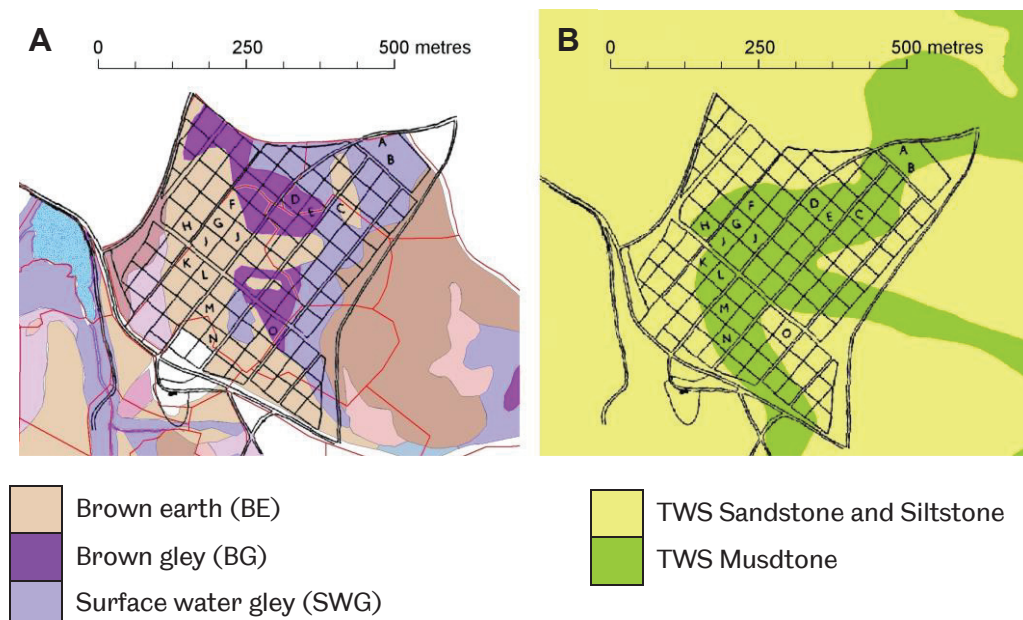 A
0 250 500 metres
A
B
F
D
E
C
H
G
J
J
K
L
M
N
O
B
0 250 500 metres
A
B
F
D
E
C
H
G
J
J
K
L
M
N
O
Brown earth (BE)
Brown gley (BG)
Surface water gley (SWG)
TWS Sandstone and Siltstone
TWS Musdtone